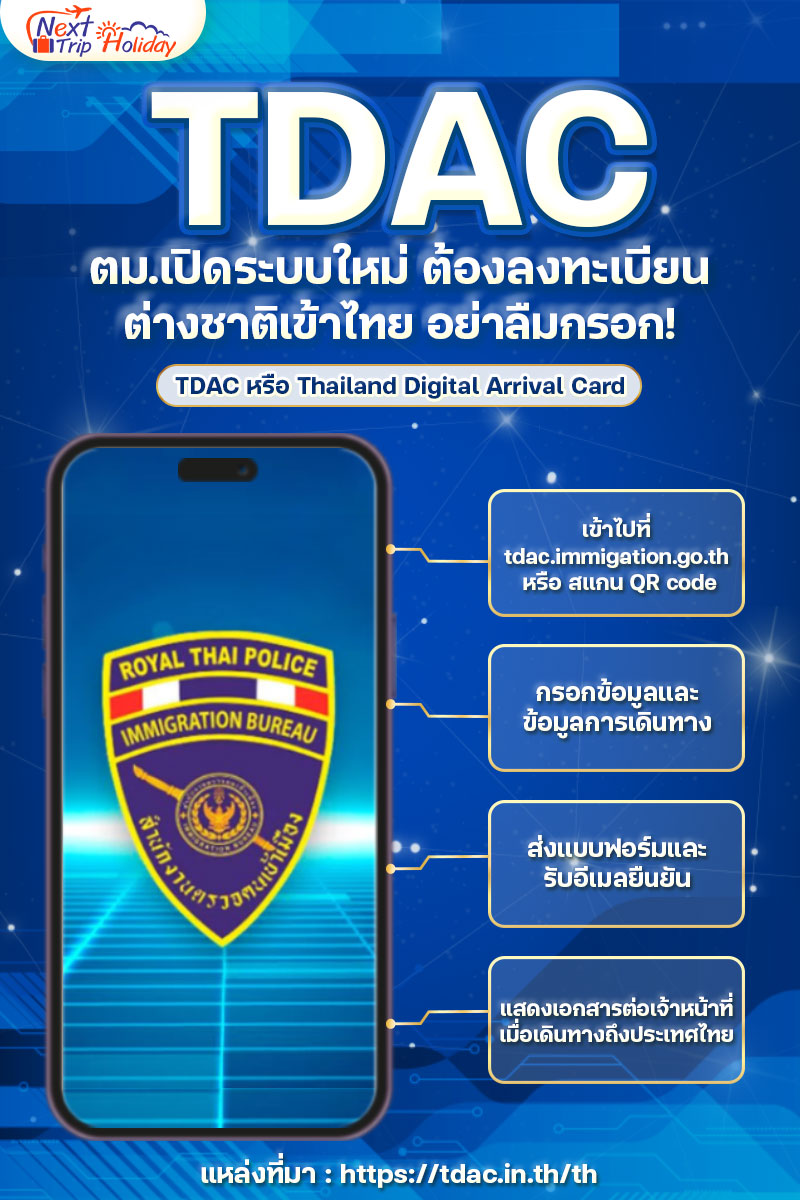 Next
Trip Holiday
TDAC
ตม.เปิดระบบใหม่ ต้องลงทะเบียน
ต่างชาติเข้าไทย อย่าลืมกรอก!
TDAC หรือ Thailand Digital Arrival Card
เข้าไปที่
tdac.immigation.go.th
หรือ สแกน QR code
ROYAL THAI POLICE
IMMIGRATION BUREAU
สำนักงานตรวจคนเข้าเมือง
กรอกข้อมูลและ
ข้อมูลการเดินทาง
ส่งแบบฟอร์มและ
รับอีเมลยืนยัน
แสดงเอกสารต่อเจ้าหน้าที่
เมื่อเดินทางถึงประเทศไทย
แหล่งที่มา : https://tdac.in.th/th